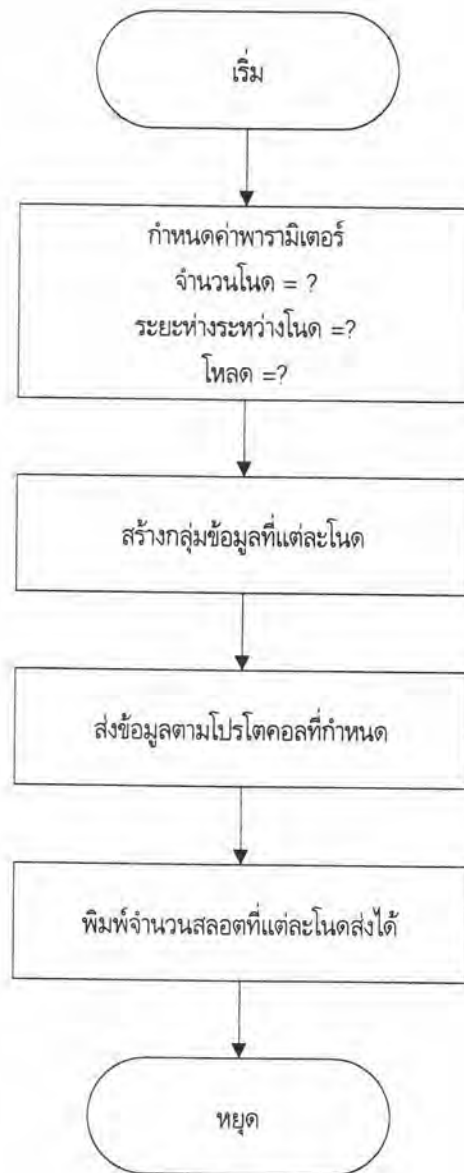 เริ่ม
กำหนดค่าพารามิเตอร์
จำนวนโนด = ?
ระยะห่างระหว่างโนด =?
โหลด =?
สร้างกลุ่มข้อมูลที่แต่ละโนด
ส่งข้อมูลตามโปรโตคอลที่กำหนด
พิมพ์จำนวนสลอตที่แต่ละโนดส่งได้
หยุด